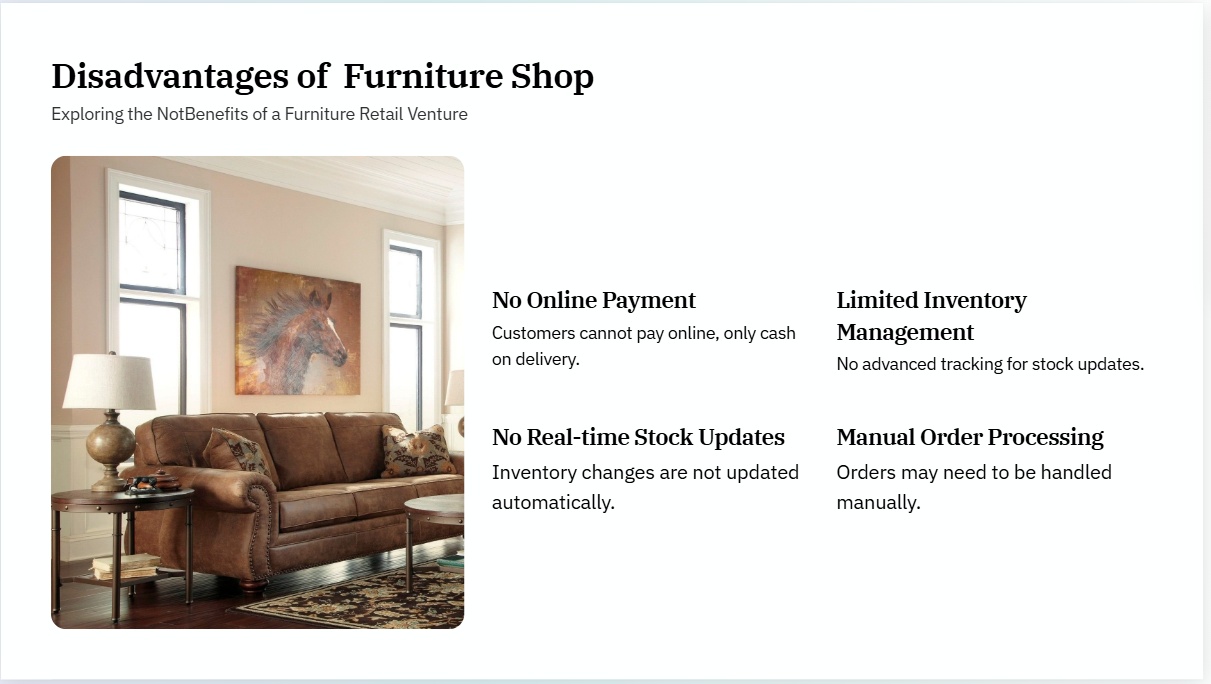 Disadvantages of  Furniture Shop
Exploring the NotBenefits of a Furniture Retail Venture
No Online Payment
Customers cannot pay online, only cash
on delivery.
Limited Inventory
Management
No advanced tracking for stock updates.
No Real-time Stock Updates
Inventory changes are not updated
automatically.
Manual Order Processing
Orders may need to be handled
manually.